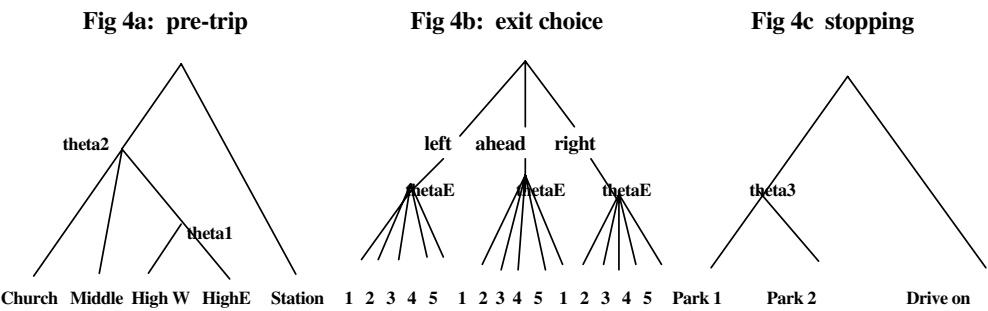 Fig 4a: pre-trip
Fig 4b: exit choice
Fig 4c stopping
theta2
left ahead right
thetaE thetaE thetaE
theta3
theta1
Church Middle High W HighE Station
1 2 3 4 5 1 2 3 4 5 1 2 3 4 5
Park 1 Park 2 Drive on